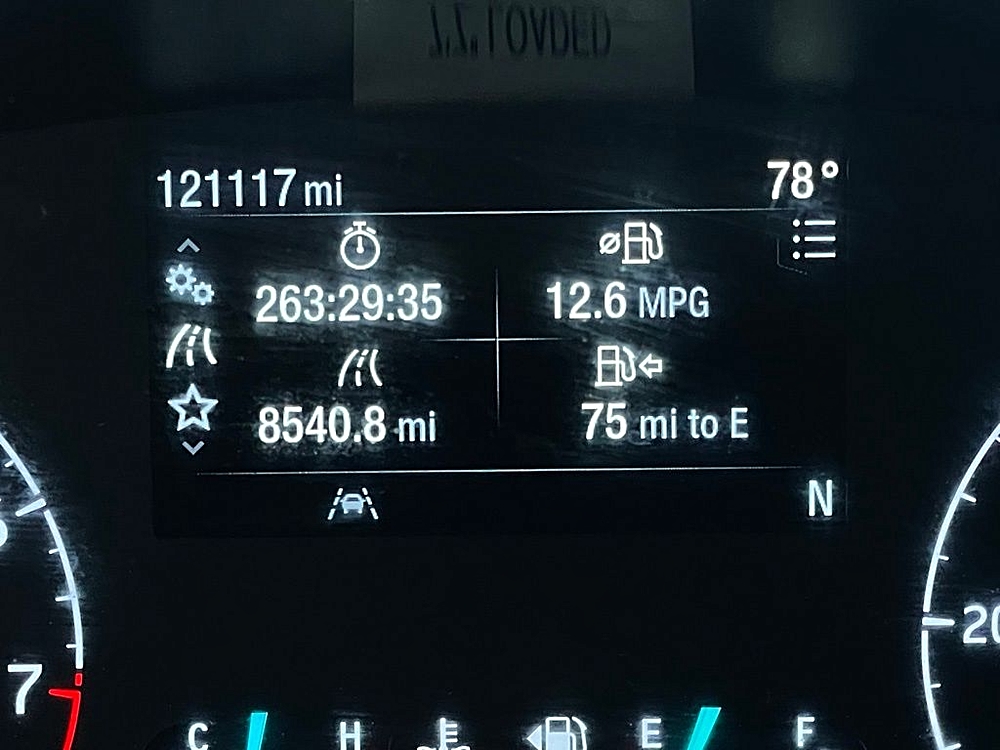 121117 mi
78°
263:29:35
12.6 MPG
8540.8 mi
75 mi to E
N
20
7
C H E F